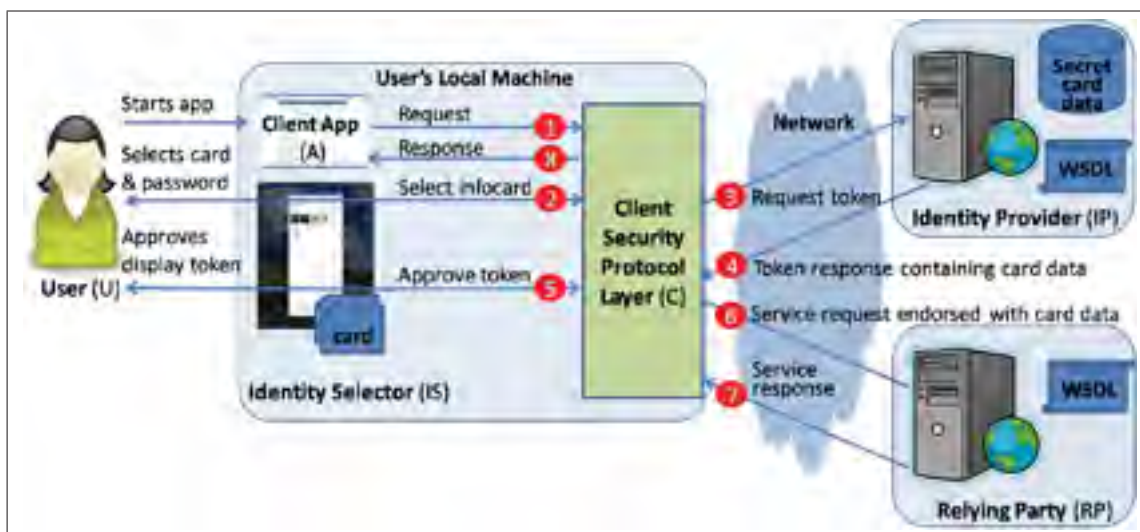 User's Local Machine
Starts app
Client App
(A)
Request
1
Response
8
Selects card
& password
Select infocard
2
Approves
display token
User (U)
Approve token
5
card
Identity Selector (IS)
Client
Security
Protocol
Layer (C)
Network
3 Request token
4 Token response containing card data
6 Service request endorsed with card data
Service
response
7
Secret
card
data
WSDL
Identity Provider (IP)
WSDL
Relying Party (RP)